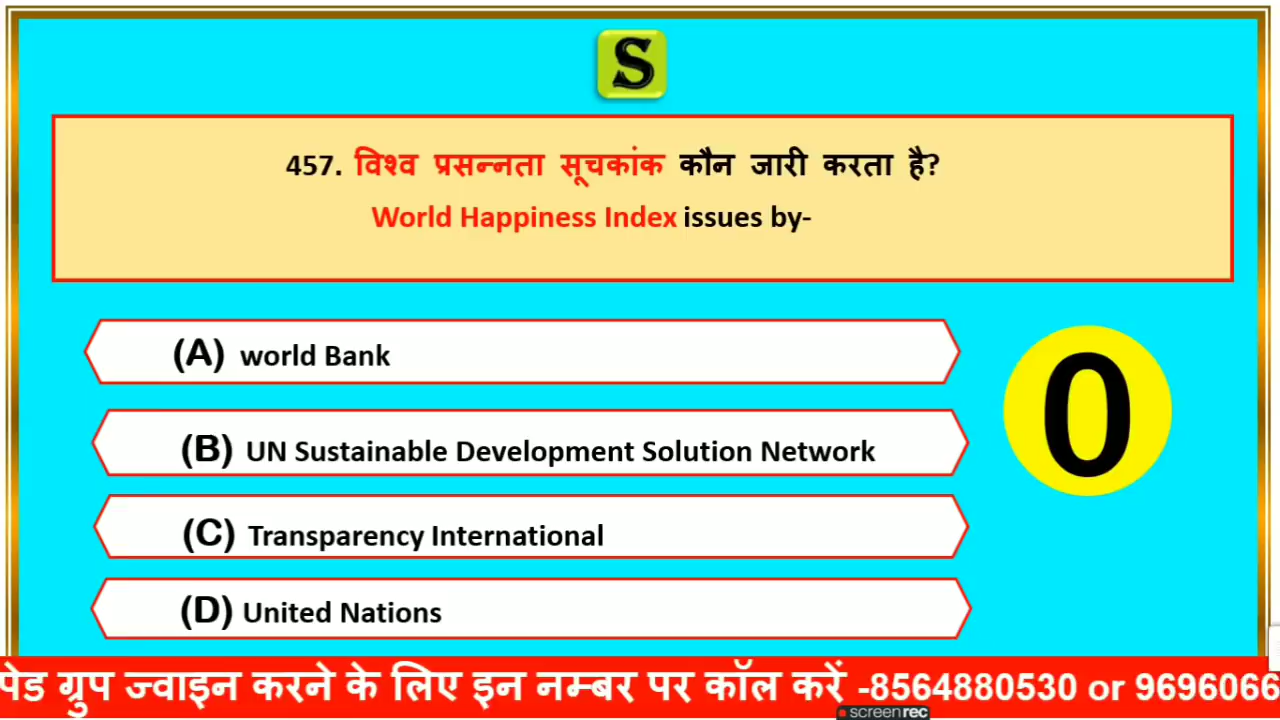 S
457. विश्व प्रसन्नता सूचकांक कौन जारी करता है?
World Happiness Index issues by-
(A) world Bank
(B) UN Sustainable Development Solution Network
0
(C) Transparency International
(D) United Nations
पेड ग्रुप ज्वाइन करने के लिए इन नम्बर पर कॉल करें -8564880530 or 9696066
screenrec